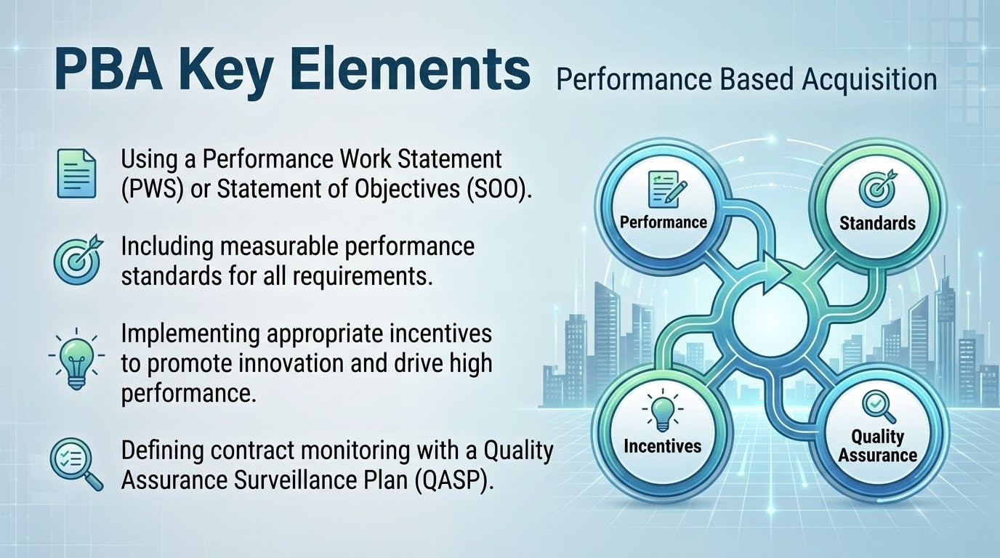 PBA Key Elements
Performance Based Acquisition
Using a Performance Work Statement
(PWS) or Statement of Objectives (SOO).
Including measurable performance
standards for all requirements.
Implementing appropriate incentives
to promote innovation and drive high
performance.
Defining contract monitoring with a Quality
Assurance Surveillance Plan (QASP).
Performance
Standards
Incentives
Quality
Assurance